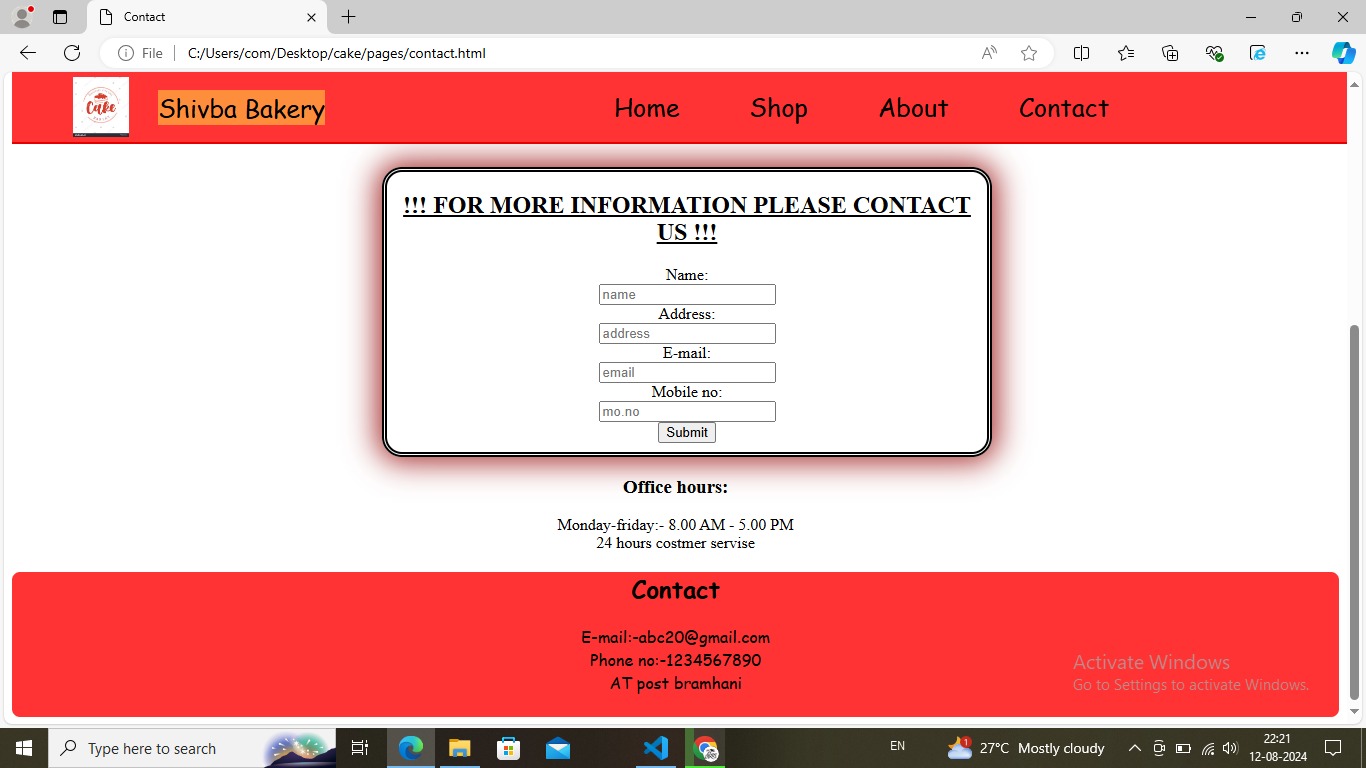 Contact
File
C:/Users/com/Desktop/cake/pages/contact.html
Cake
Shivba Bakery
Home
Shop
About
Contact
!!! FOR MORE INFORMATION PLEASE CONTACT
US !!!
Name:
name
Address:
address
E-mail:
email
Mobile no:
mo.no
Submit
Office hours:
Monday-friday:- 8.00 AM - 5.00 PM
24 hours costmer servise
Contact
E-mail:-abc20@gmail.com
Phone no:-1234567890
AT post bramhani
Activate Windows
Go to Settings to activate Windows.
Type here to search
EN
1
27°C Mostly cloudy
22:21
12-08-2024